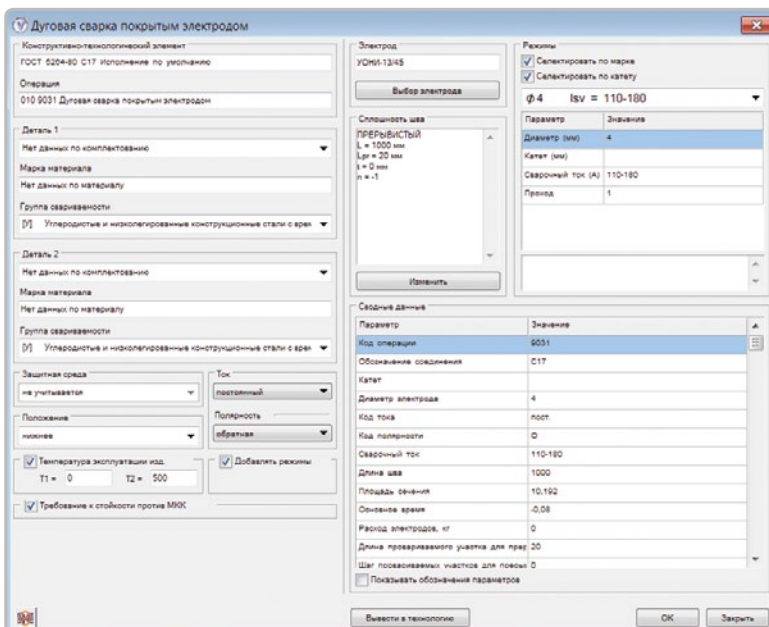 Дуговая сварка покрытым электродом
Конструктивно-технологический элемент
ГОСТ 5264-80 С17 Исполнение по умолчанию
Операция
010 9031 Дуговая сварка покрытым электродом
Деталь 1
Нет данных по комплектованию
Марка материала
Нет данных по материалу
Группа свариваемости
[У] Углеродистые и низколегированные конструкционные стали с врем
Деталь 2
Нет данных по комплектованию
Марка материала
Нет данных по материалу
Группа свариваемости
[У] Углеродистые и низколегированные конструкционные стали с врем
Защитная среда
не учитывается
Ток
постоянный
Положение
нижнее
Полярность
обратная
Температура эксплуатации изд.
T1 = 0 T2 = 500
Добавлять режимы
Требование к стойкости против МКК
Электрод
УОНИ-13/45
Выбор электрода
Сплошность шва
ПРЕРЫВИСТЫЙ
L = 1000 мм
Lpr = 20 мм
t = 0 мм
n = -1
Изменить
Режимы
Селектировать по марке
Селектировать по катету
ϕ4 Isv = 110-180
Параметр Значение
Диаметр (мм) 4
Катет (мм)
Сварочный ток (А) 110-180
Проход 1
Сводные данные
Параметр Значение
Код операции 9031
Обозначение соединения С17
Катет
Диаметр электрода 4
Код тока пост.
Код полярности О
Сварочный ток 110-180
Длина шва 1000
Площадь сечения 10,192
Основное время -0,08
Расход электродов, кг 0
Длина провариваемого участка для прер 20
Шаг провариваемых участков для прерыв 0
Показывать обозначения параметров
Вывести в технологию
OK
Закрыть